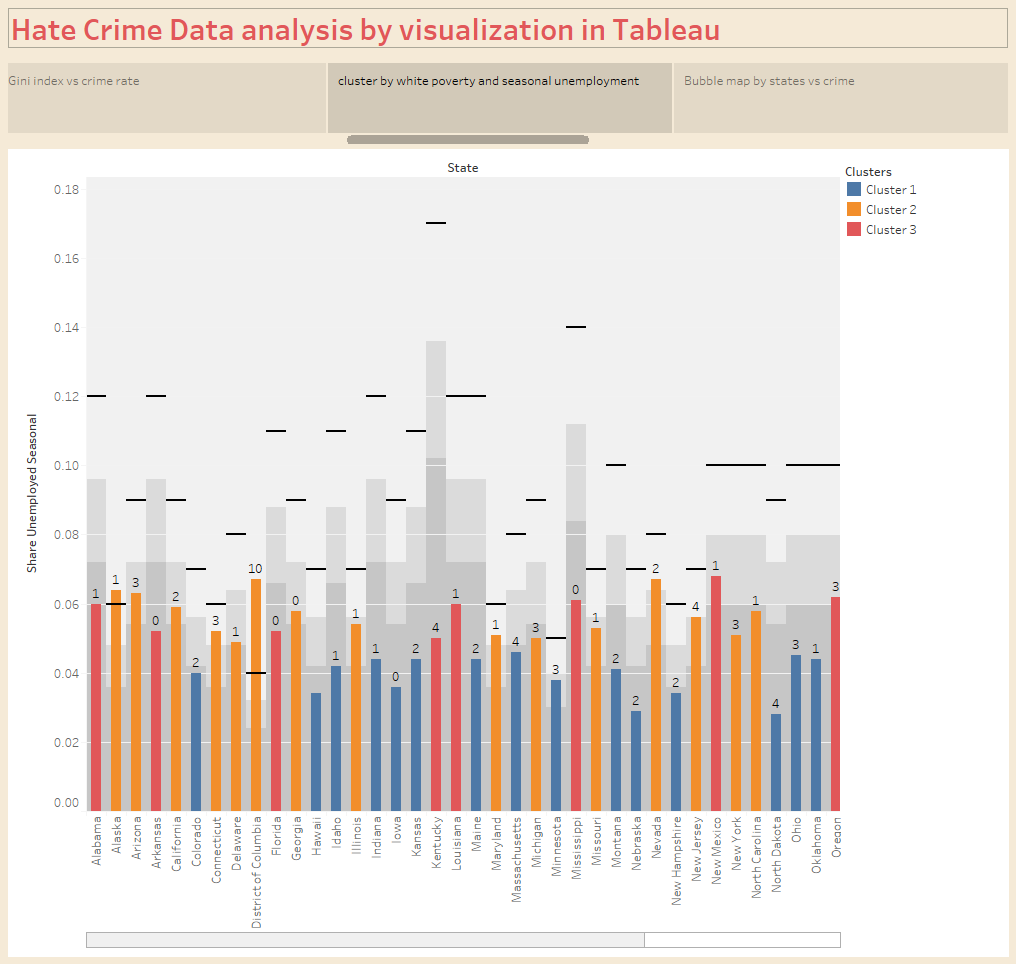 Hate Crime Data analysis by visualization in Tableau
Gini index vs crime rate
cluster by white poverty and seasonal unemployment
Bubble map by states vs crime
State
Clusters
Cluster 1
Cluster 2
Cluster 3
Share Unemployed Seasonal
0.18
0.16
0.14
0.12
0.10
0.08
0.06
0.04
0.02
0.00
1 1 3 0 2 2 3 1 10 0 0 1 1 1 0 2 4 1 2 1 4 3 3 0 1 2 2 2 2 4 1 3 1 4 3 1 3
Alabama
Alaska
Arizona
Arkansas
California
Colorado
Connecticut
Delaware
District of Columbia
Florida
Georgia
Hawaii
Idaho
Illinois
Indiana
Iowa
Kansas
Kentucky
Louisiana
Maine
Maryland
Massachusetts
Michigan
Minnesota
Mississippi
Missouri
Montana
Nebraska
Nevada
New Hampshire
New Jersey
New Mexico
New York
North Carolina
North Dakota
Ohio
Oklahoma
Oregon